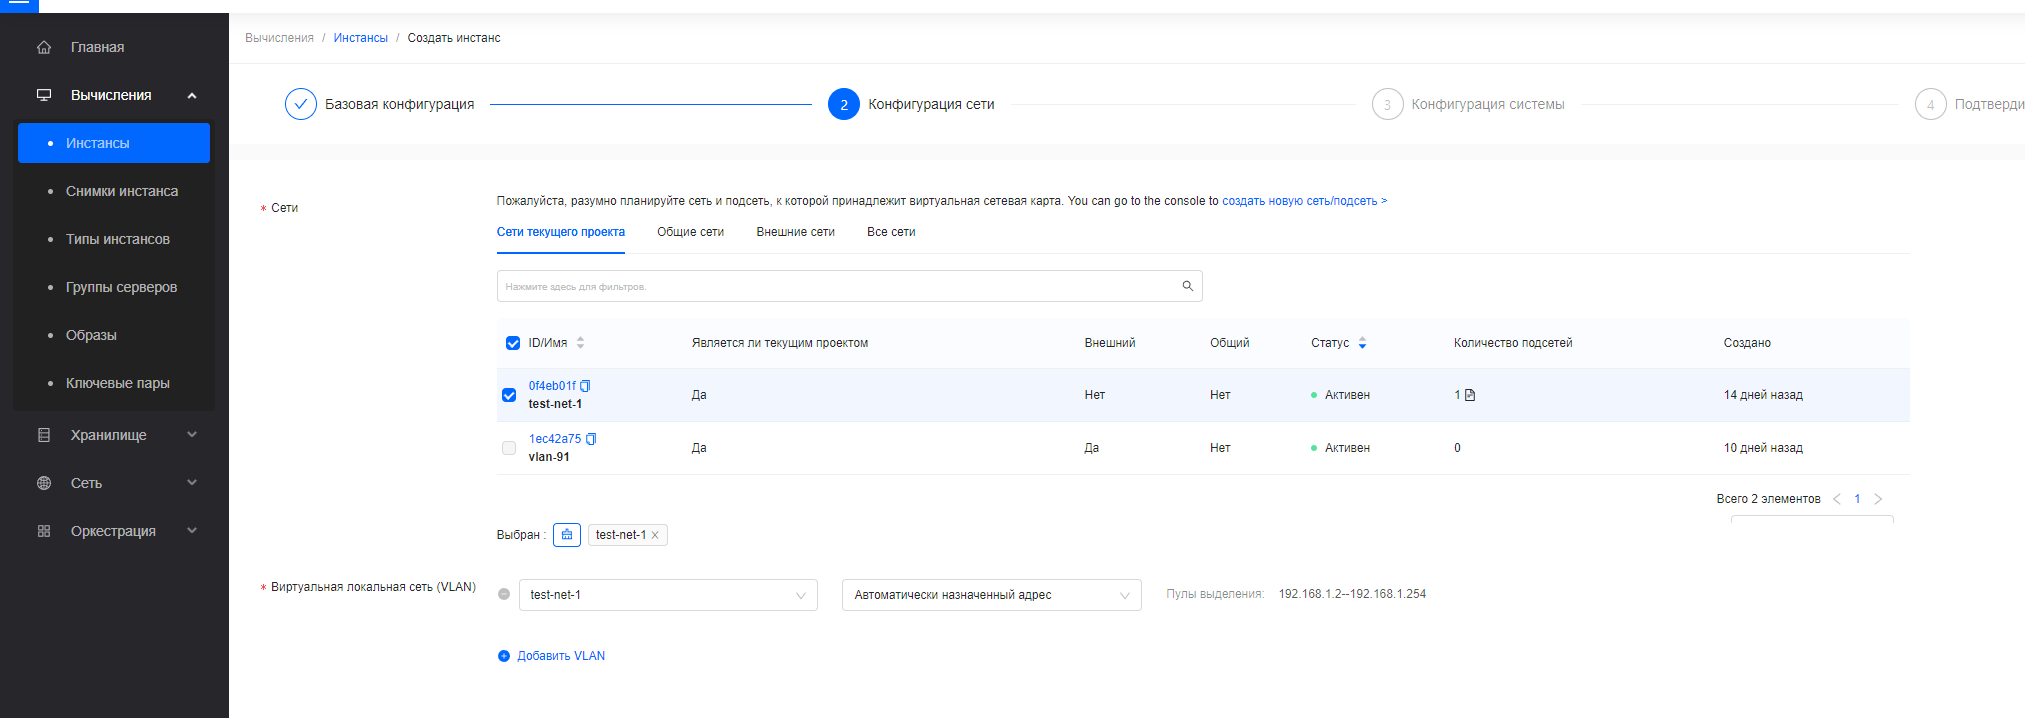 Вычисления / Инстансы / Создать инстанс
Главная
Вычисления
Инстансы
Снимки инстанса
Типы инстансов
Группы серверов
Образы
Ключевые пары
Хранилище
Сеть
Оркестрация
Базовая конфигурация
2 Конфигурация сети
3 Конфигурация системы
4 Подтверди
* Сети
Пожалуйста, разумно планируйте сеть и подсеть, к которой принадлежит виртуальная сетевая карта. You can go to the console to создать новую сеть/подсеть >
Сети текущего проекта Общие сети Внешние сети Все сети
Нажмите здесь для фильтров.
ID/Имя Является ли текущим проектом Внешний Общий Статус Количество подсетей Создано
0f4eb01f
test-net-1 Да Нет Нет Активен 1 14 дней назад
1ec42a75
vlan-91 Да Да Нет Активен 0 10 дней назад
Всего 2 элементов < 1 >
Выбран : test-net-1
* Виртуальная локальная сеть (VLAN) test-net-1 Автоматически назначенный адрес Пулы выделения: 192.168.1.2--192.168.1.254
Добавить VLAN